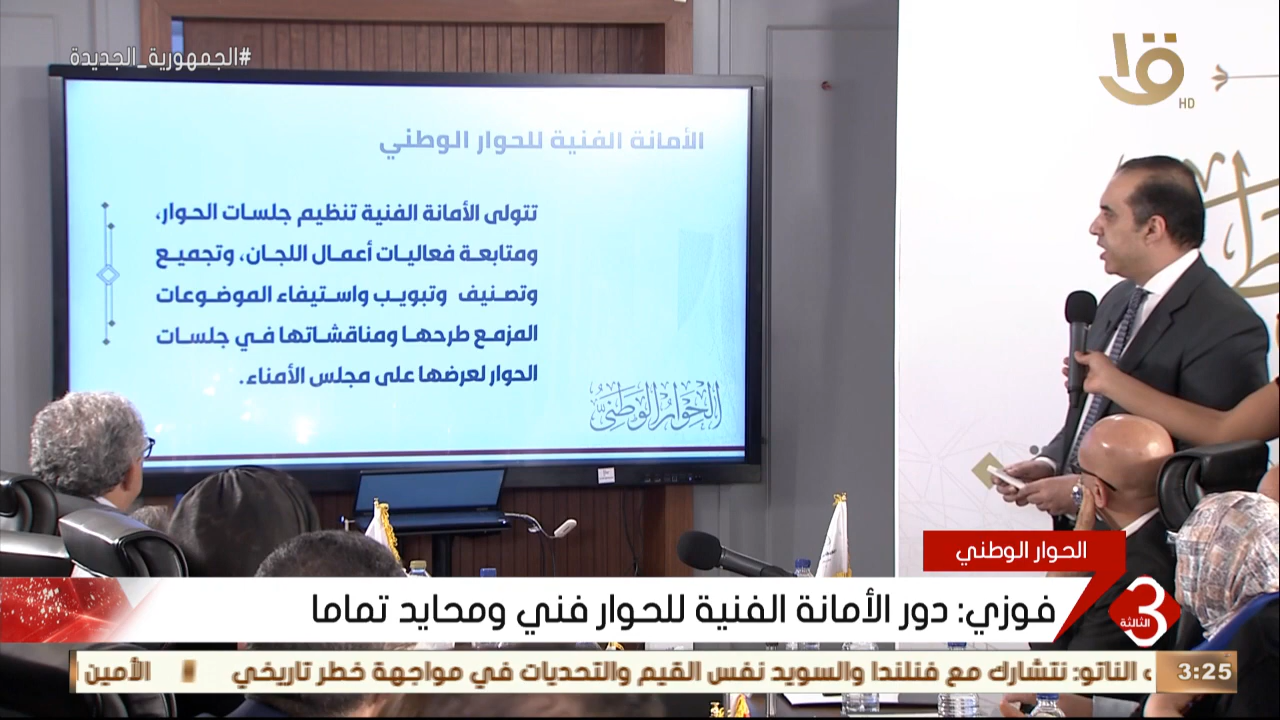 #الجمهورية_الجديدة
HD
الأمانة الفنية للحوار الوطني
تتولى الأمانة الفنية تنظيم جلسات الحوار،
ومتابعة فعاليات أعمال اللجان، وتجميع
وتصنيف وتبويب واستيفاء الموضوعات
المزمع طرحها ومناقشاتها في جلسات
الحوار لعرضها على مجلس الأمناء.
الحوار الوطني
الحوار الوطني
فوزي: دور الأمانة الفنية للحوار فني ومحايد تماما
3
الثالثة
الناتو: نتشارك مع فنلندا والسويد نفس القيم والتحديات في مواجهة خطر تاريخي
الأمين
3:25